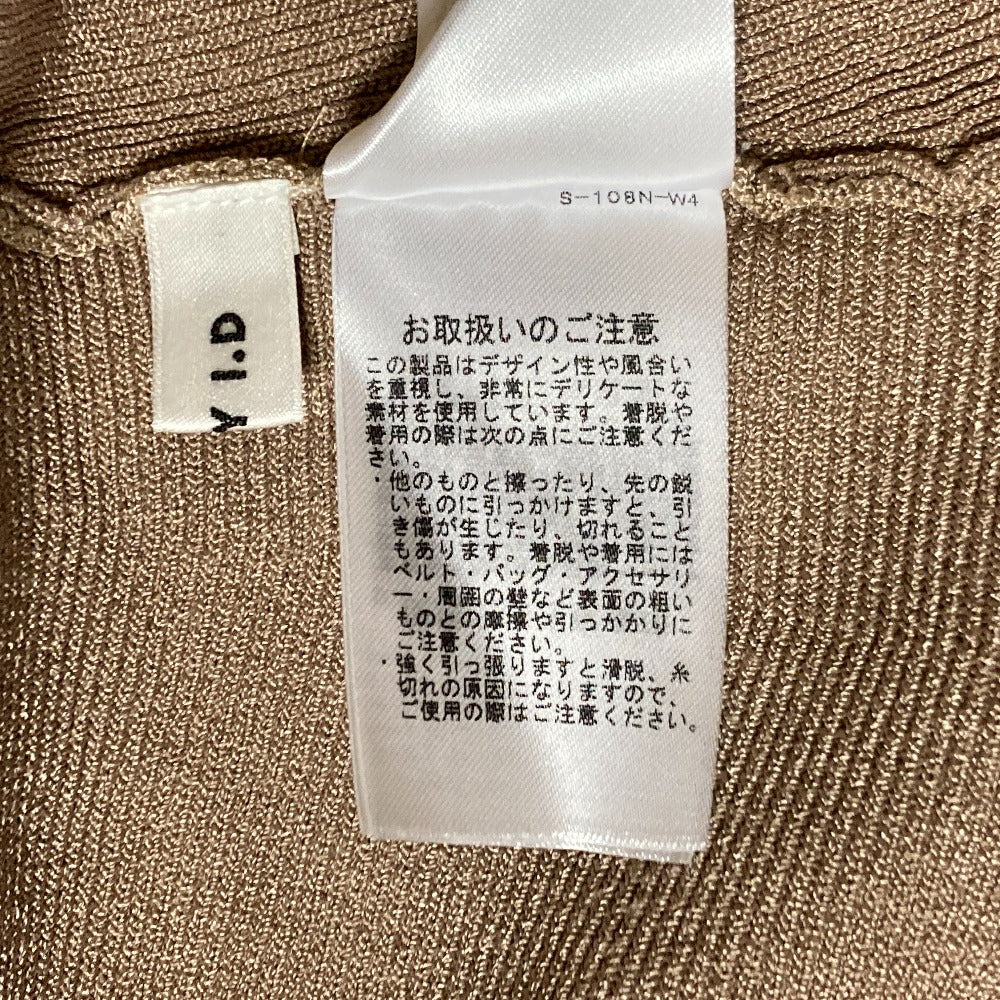 S-108N-W4
Y I.D
お取扱いのご注意
この製品はデザイン性や風合い
を重視し、非常にデリケートな
素材を使用しています。着脱や
着用の際は次の点にご注意くだ
さい。
・他のものと擦ったり、先の鋭
いものに引っかけますと、引
き傷が生じたり、切れること
もあります。着脱や着用には
ベルト・バッグ・アクセサリ
ー・周囲の壁など表面の粗い
ものとの摩擦や引っかかりに
ご注意ください。
・強く引っ張りますと滑脱、糸
切れの原因になりますので、
ご使用の際はご注意ください。